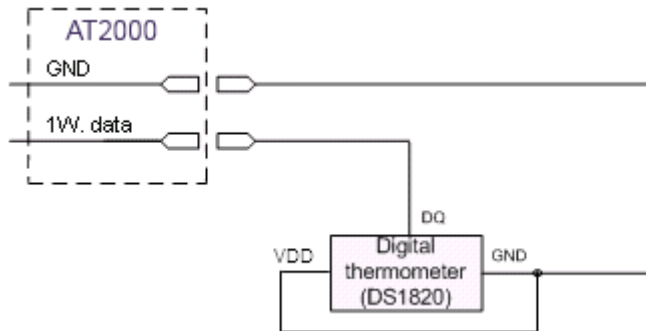 AT2000
GND
1W. data
DQ
VDD
Digital
thermometer
(DS1820)
GND